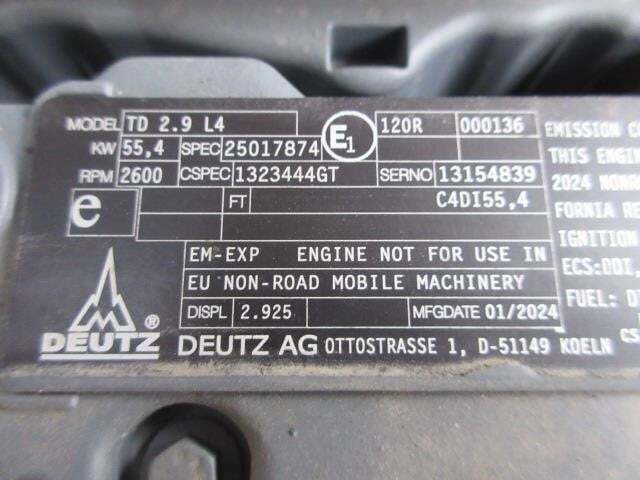 MODEL TD 2.9 L4 E1 120R 000136
KW 55,4 SPEC 25017874
RPM 2600 CSPEC 1323444GT SERNO 13154839
e FT C4DI55,4
EM-EXP ENGINE NOT FOR USE IN
EU NON-ROAD MOBILE MACHINERY
DISPL 2.925 MFGDATE 01/2024
DEUTZ ® DEUTZ AG OTTOSTRASSE 1, D-51149 KOELN
EMISSION
THIS ENGIN
2024 NONR
FORNIA RE
IGNITION
ECS:DDI,
FUEL: D
CS